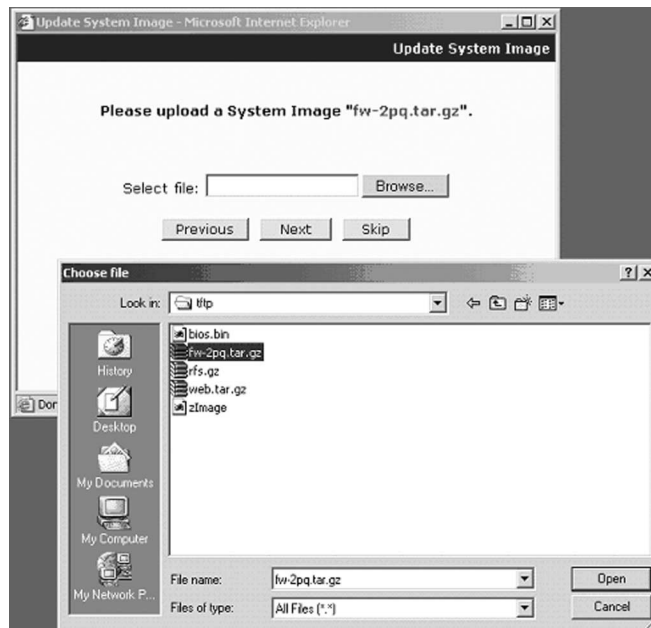 Update System Image - Microsoft Internet Explorer
Update System Image
Please upload a System Image "fw-2pq.tar.gz".
Select file:
Browse...
Previous Next Skip
Choose file
Look in: tftp
bios.bin
fw-2pq.tar.gz
rfs.gz
web.tar.gz
zImage
History
Desktop
My Documents
My Computer
My Network P...
Dor
File name: fw-2pq.tar.gz Open
Files of type: All Files (*.*) Cancel